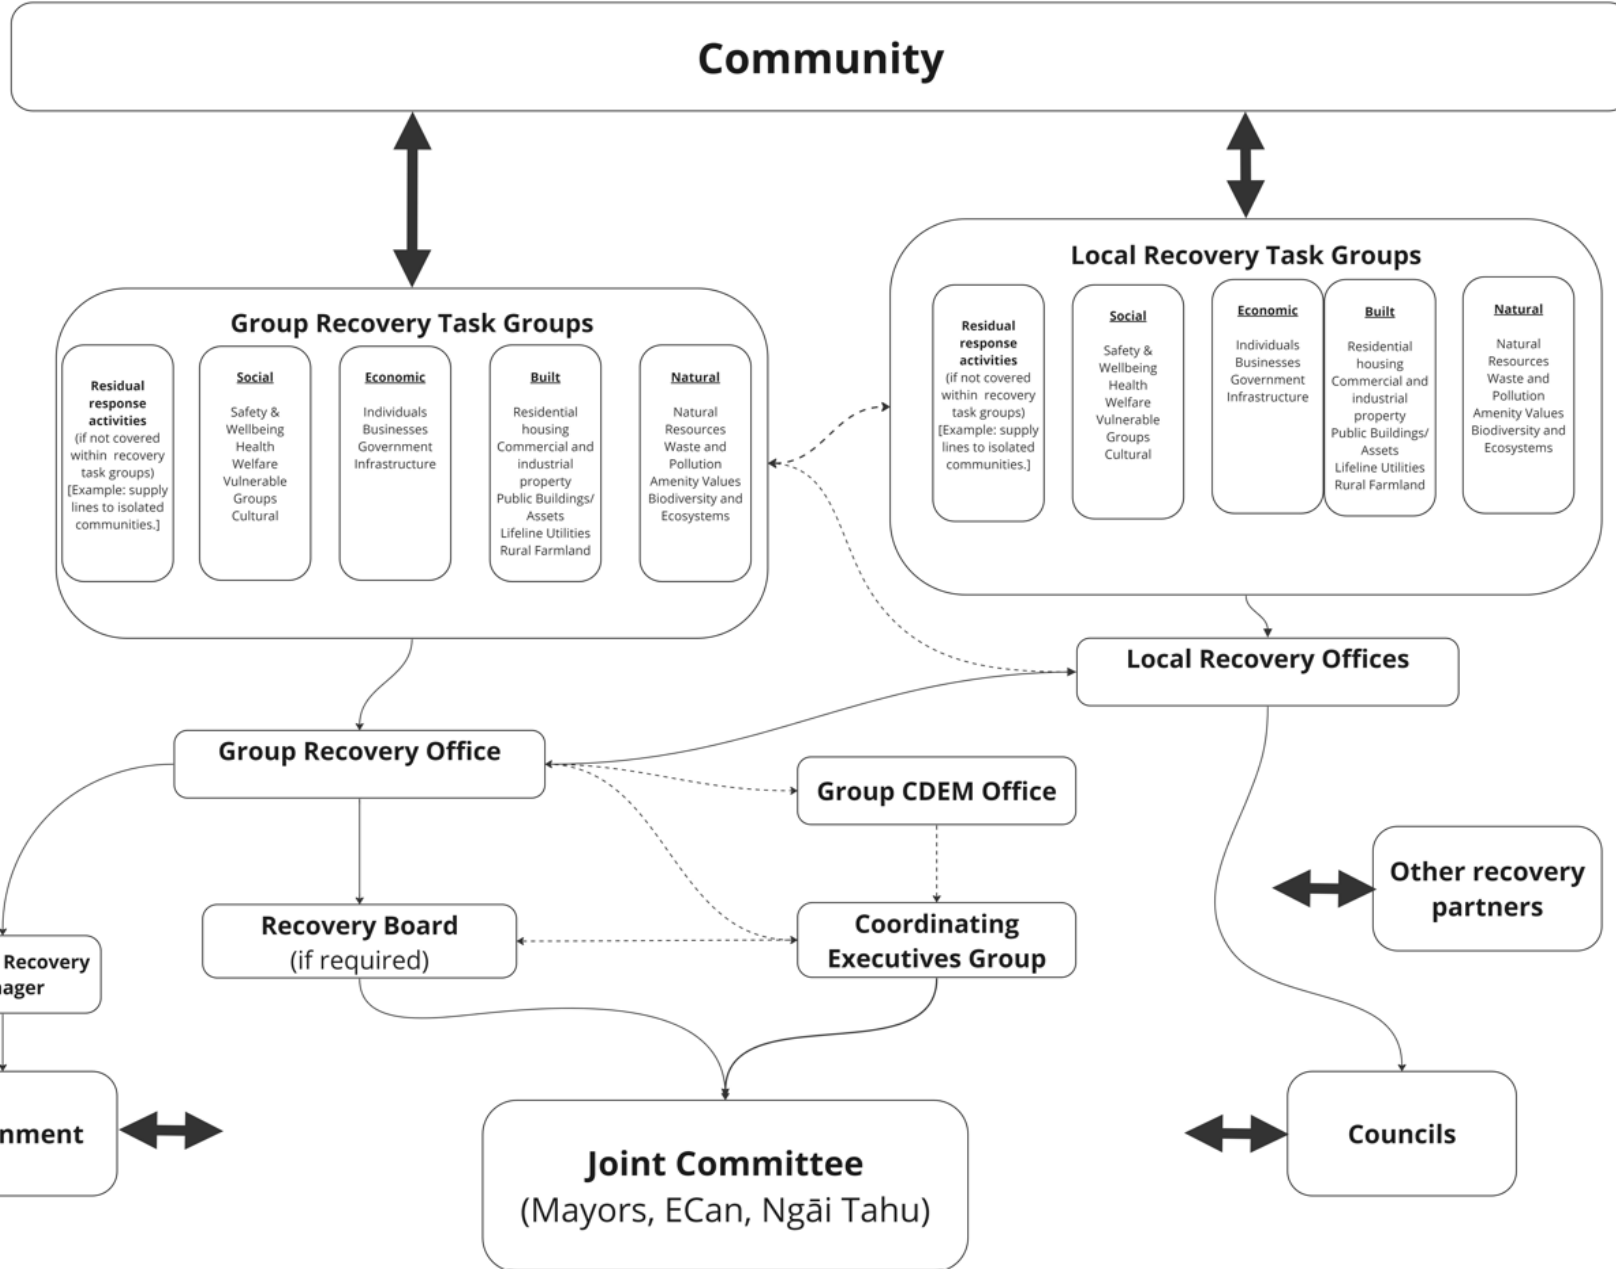 Community
Group Recovery Task Groups
Residual
response
activities
(if not covered
within recovery
task groups)
[Example: supply
lines to isolated
communities.]
Social
Safety &
Wellbeing
Health
Welfare
Vulnerable
Groups
Cultural
Economic
Individuals
Businesses
Government
Infrastructure
Built
Residential
housing
Commercial and
industrial
property
Public Buildings/
Assets
Lifeline Utilities
Rural Farmland
Natural
Natural
Resources
Waste and
Pollution
Amenity Values
Biodiversity and
Ecosystems
Local Recovery Task Groups
Residual
response
activities
(if not covered
within recovery
task groups)
[Example: supply
lines to isolated
communities.]
Social
Safety &
Wellbeing
Health
Welfare
Vulnerable
Groups
Cultural
Economic
Individuals
Businesses
Government
Infrastructure
Built
Residential
housing
Commercial and
industrial
property
Public Buildings/
Assets
Lifeline Utilities
Rural Farmland
Natural
Natural
Resources
Waste and
Pollution
Amenity Values
Biodiversity and
Ecosystems
Local Recovery Offices
Group Recovery Office
Group CDEM Office
Other recovery
partners
Recovery Board
(if required)
Coordinating
Executives Group
Recovery
ager
nment
Joint Committee
(Mayors, ECan, Ngāi Tahu)
Councils